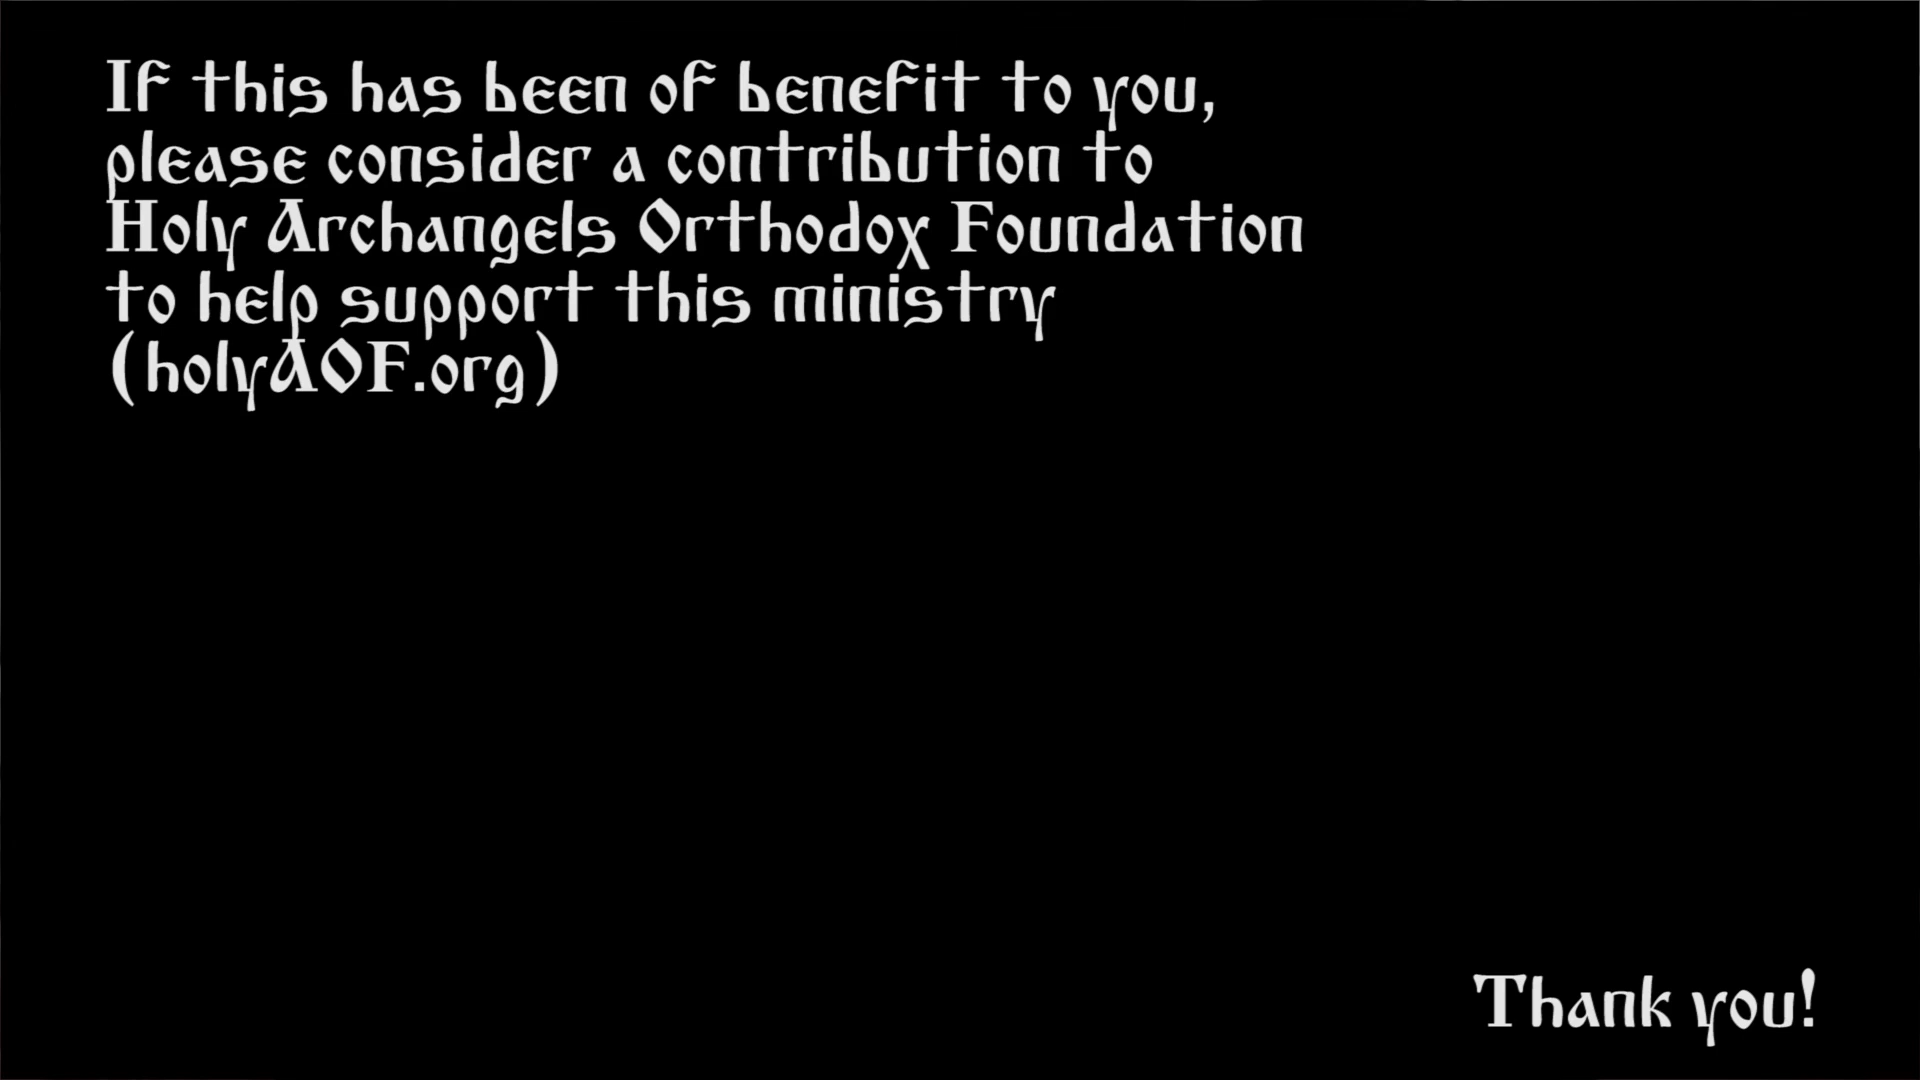 If this has been of benefit to you,
please consider a contribution to
Holy Archangels Orthodox Foundation
to help support this ministry
(holyAOF.org)
Thank you!